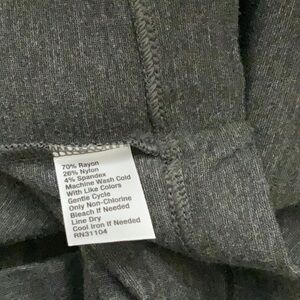 70% Rayon
26% Nylon
4% Spandex
Machine Wash Cold
With Like Colors
Gentle Cycle
Only Non-Chlorine
Bleach If Needed
Line Dry
Cool Iron If Needed
RN31104